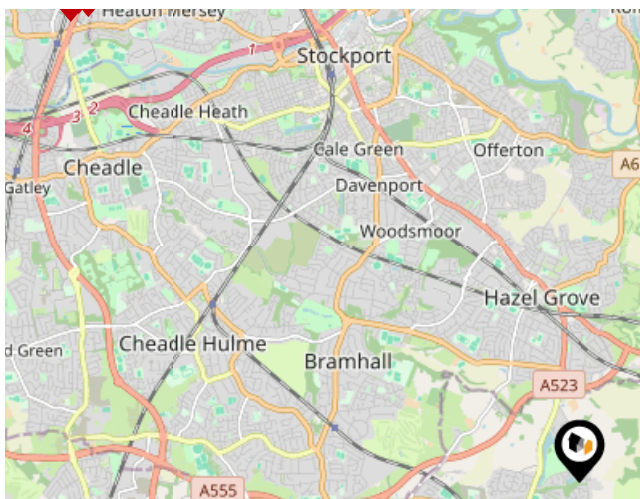 Heaton Mersey
Stockport
1
2
3
4
Cheadle Heath
Cale Green
Offerton
A6
Cheadle
Gatley
Davenport
Woodsmoor
Hazel Grove
d Green
Cheadle Hulme
Bramhall
A523
A555